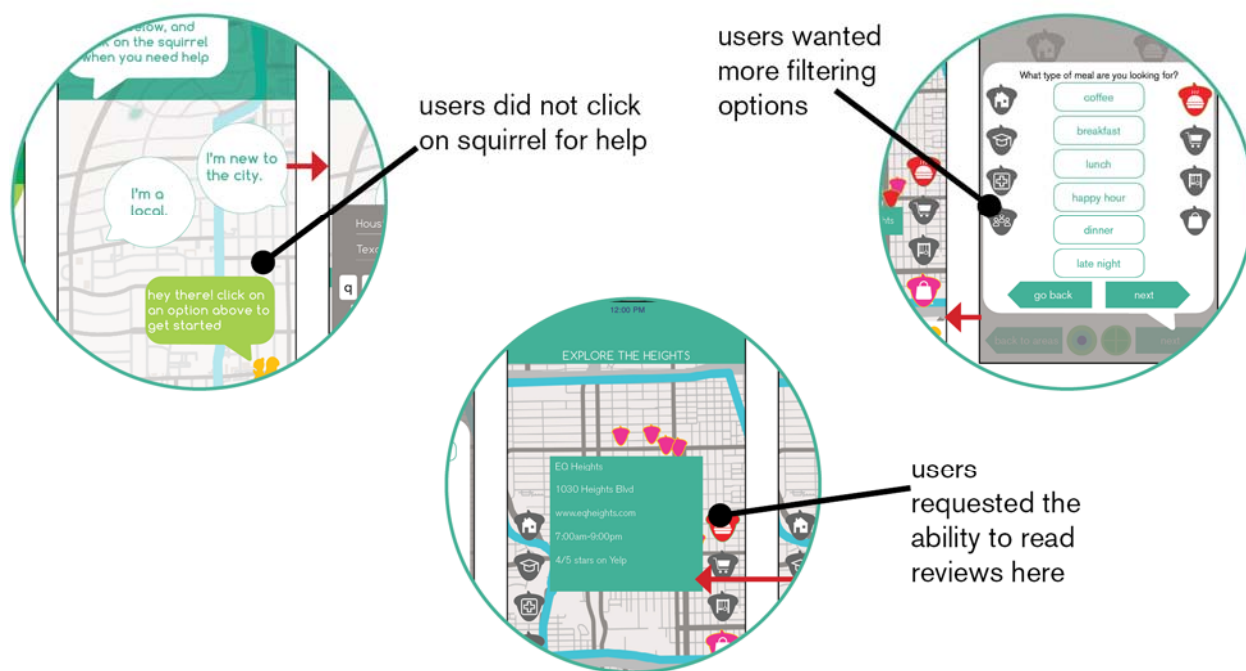 below, and
on the squirrel
when you need help
I'm new to
the city.
I'm a
local.
Hous
Texa
q
hey there! click on
an option above to
get started
users did not click
on squirrel for help
users wanted
more filtering
options
What type of meal are you looking for?
coffee
breakfast
lunch
happy hour
dinner
late night
go back
next
back to areas
next
12:00 PM
EXPLORE THE HEIGHTS
EQ Heights
1030 Heights Blvd
www.eqheights.com
7:00am-9:00pm
4/5 stars on Yelp
users
requested the
ability to read
reviews here